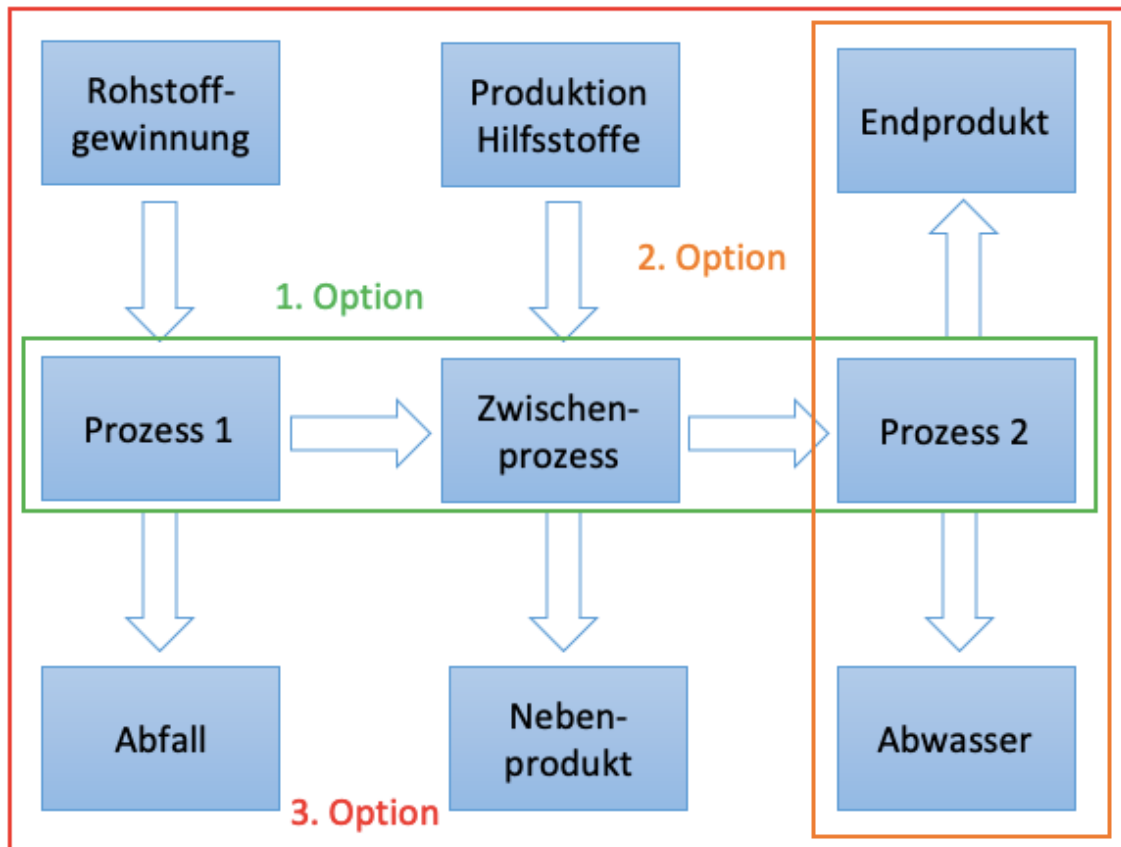 Rohstoff-
gewinnung
Produktion
Hilfsstoffe
Endprodukt
2. Option
1. Option
Prozess 1
Zwischen-
prozess
Prozess 2
Abfall
Neben-
produkt
Abwasser
3. Option